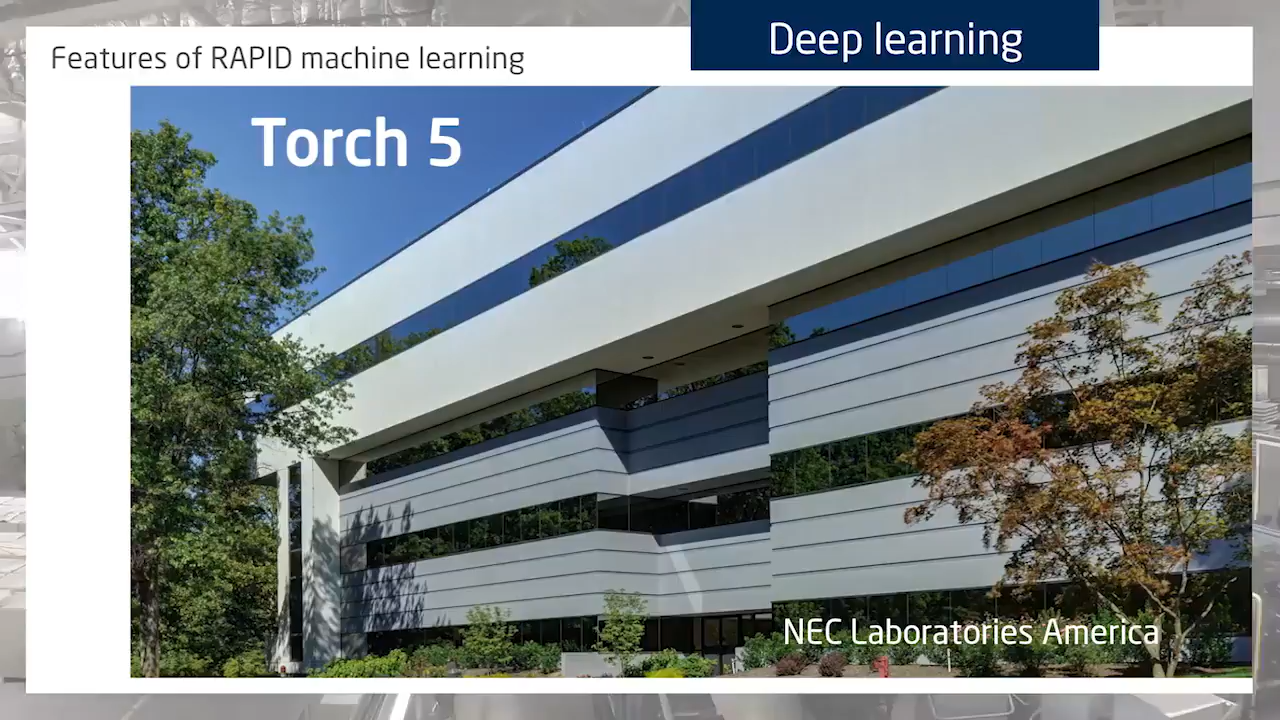 Features of RAPID machine learning
Deep learning
Torch 5
NEC Laboratories America